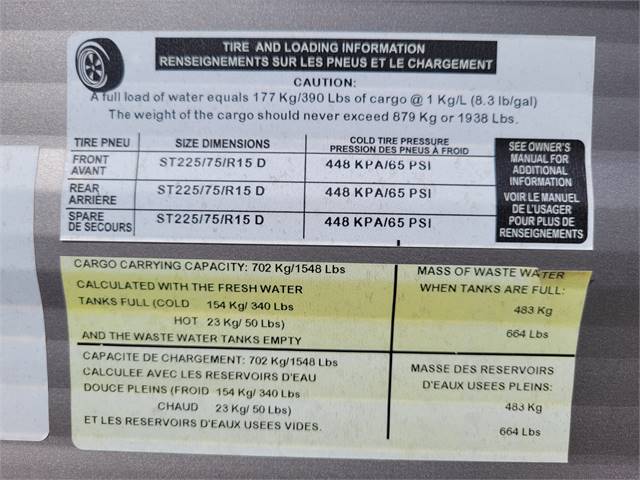 TIRE AND LOADING INFORMATION
RENSEIGNEMENTS SUR LES PNEUS ET LE CHARGEMENT
CAUTION:
A full load of water equals 177 Kg/390 Lbs of cargo @ 1 Kg/L (8.3 lb/gal)
The weight of the cargo should never exceed 879 Kg or 1938 Lbs.
TIRE PNEU SIZE DIMENSIONS COLD TIRE PRESSURE
PRESSION DES PNEUS À FROID
FRONT
AVANT ST225/75/R15 D 448 KPA/65 PSI
REAR
ARRIÈRE ST225/75/R15 D 448 KPA/65 PSI
SPARE
DE SECOURS ST225/75/R15 D 448 KPA/65 PSI
SEE OWNER'S
MANUAL FOR
ADDITIONAL
INFORMATION
VOIR LE MANUEL
DE L'USAGER
POUR PLUS DE
RENSEIGNEMENTS
CARGO CARRYING CAPACITY: 702 Kg/1548 Lbs
CALCULATED WITH THE FRESH WATER
TANKS FULL (COLD 154 Kg/ 340 Lbs
HOT 23 Kg/ 50 Lbs)
AND THE WASTE WATER TANKS EMPTY
MASS OF WASTE WATER
WHEN TANKS ARE FULL:
483 Kg
664 Lbs
CAPACITE DE CHARGEMENT: 702 Kg/1548 Lbs
CALCULEE AVEC LES RESERVOIRS D'EAU
DOUCE PLEINS (FROID 154 Kg/ 340 Lbs
CHAUD 23 Kg/ 50 Lbs)
ET LES RESERVOIRS D'EAUX USEES VIDES.
MASSE DES RESERVOIRS
D'EAUX USEES PLEINS:
483 Kg
664 Lbs